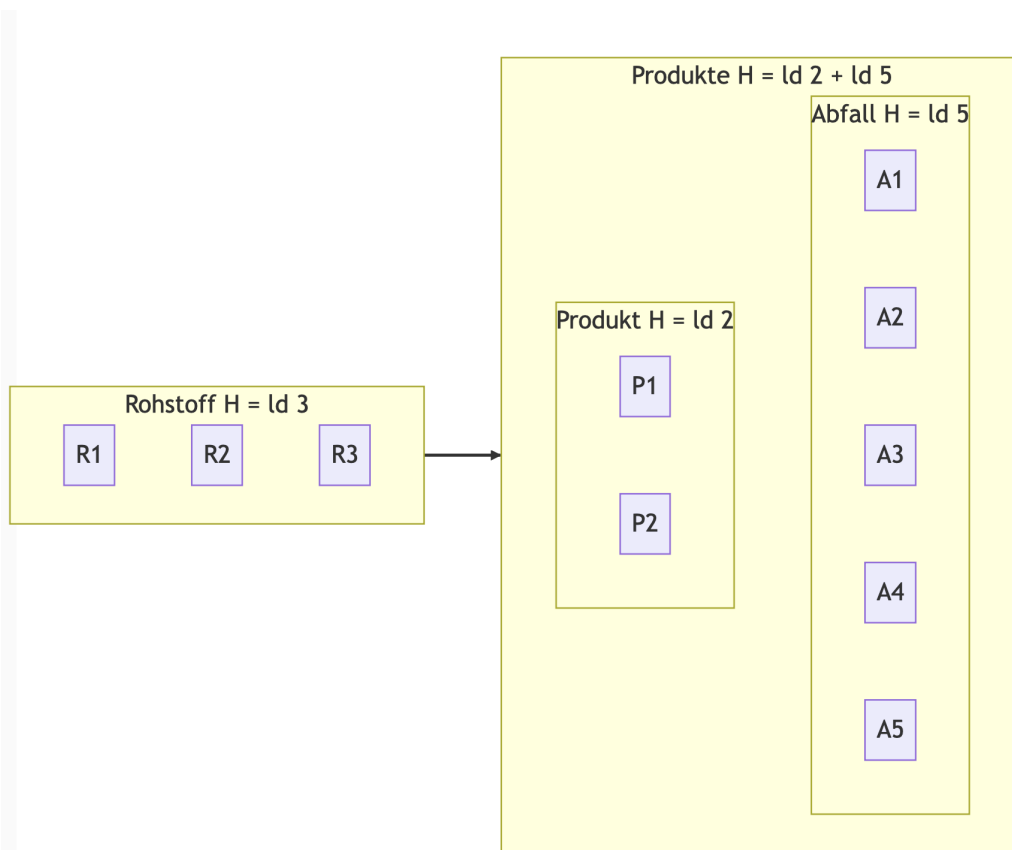 Produkte H = ld 2 + ld 5
Abfall H = ld 5
A1
A2
A3
A4
A5
Produkt H = ld 2
P1
P2
Rohstoff H = ld 3
R1 R2 R3